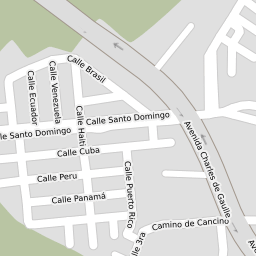 Calle Brasil
Calle Ecuador
Calle Venezuela
Calle Santo Domingo
Calle Haití
le Santo Domingo
Avenida Charles de Gaulle
Calle Cuba
Calle Puerto Rico
Calle Peru
Calle Panamá
Camino de Cancino
Calle 3ra